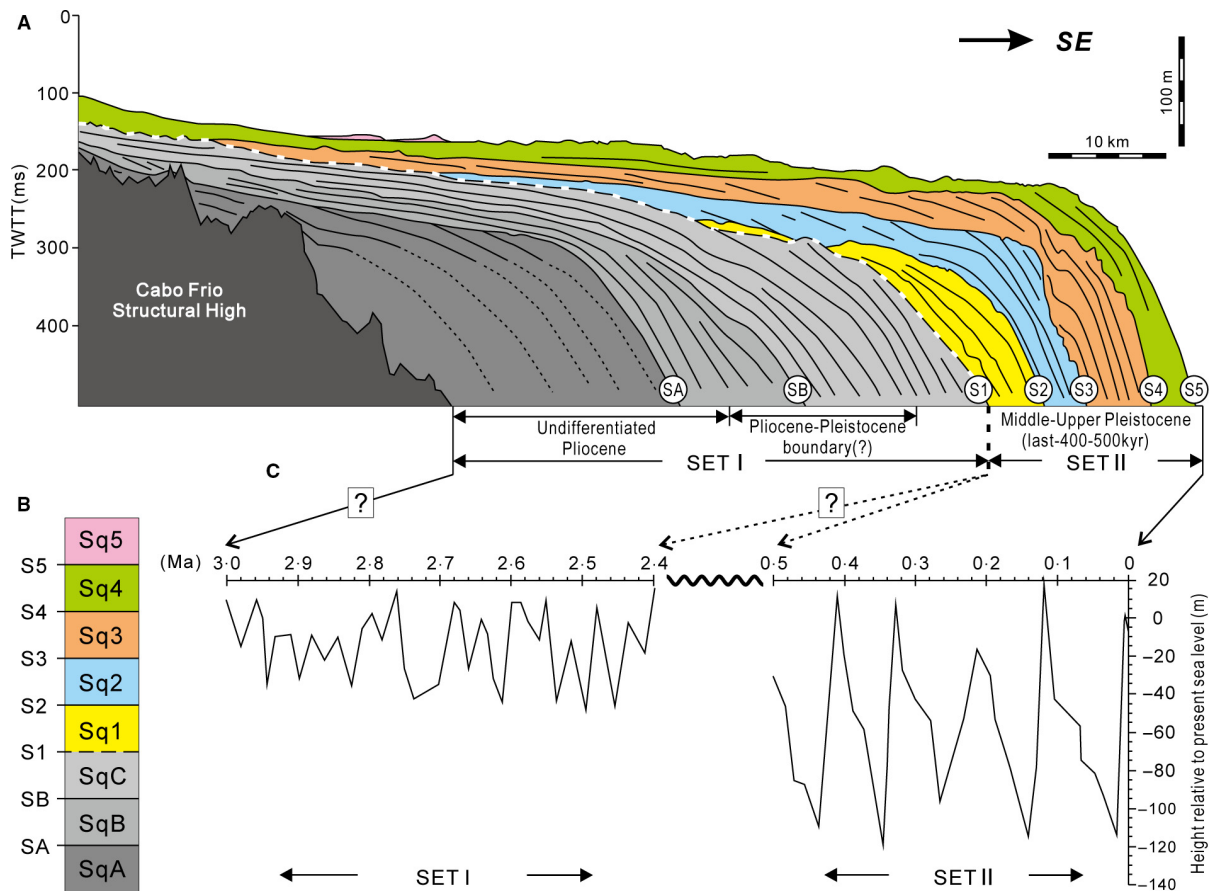 A
0
100
200
300
400
TWTT(ms)
SE
100 m
10 km
Cabo Frio
Structural High
SA
SB
S1
S2
S3
S4
S5
Undifferentiated
Pliocene
Pliocene-Pleistocene
boundary(?)
Middle-Upper Pleistocene
(last-400-500kyr)
SET I
SET II
C
?
?
B
Sq5
S5
Sq4
S4
Sq3
S3
Sq2
S2
Sq1
S1
SqC
SB
SqB
SA
SqA
(Ma)
3·0 2·9 2·8 2·7 2·6 2·5 2·4 0·5 0·4 0·3 0·2 0·1 0
20
0
−20
−40
−60
−80
−100
−120
−140
Height relative to present sea level (m)
SET I
SET II